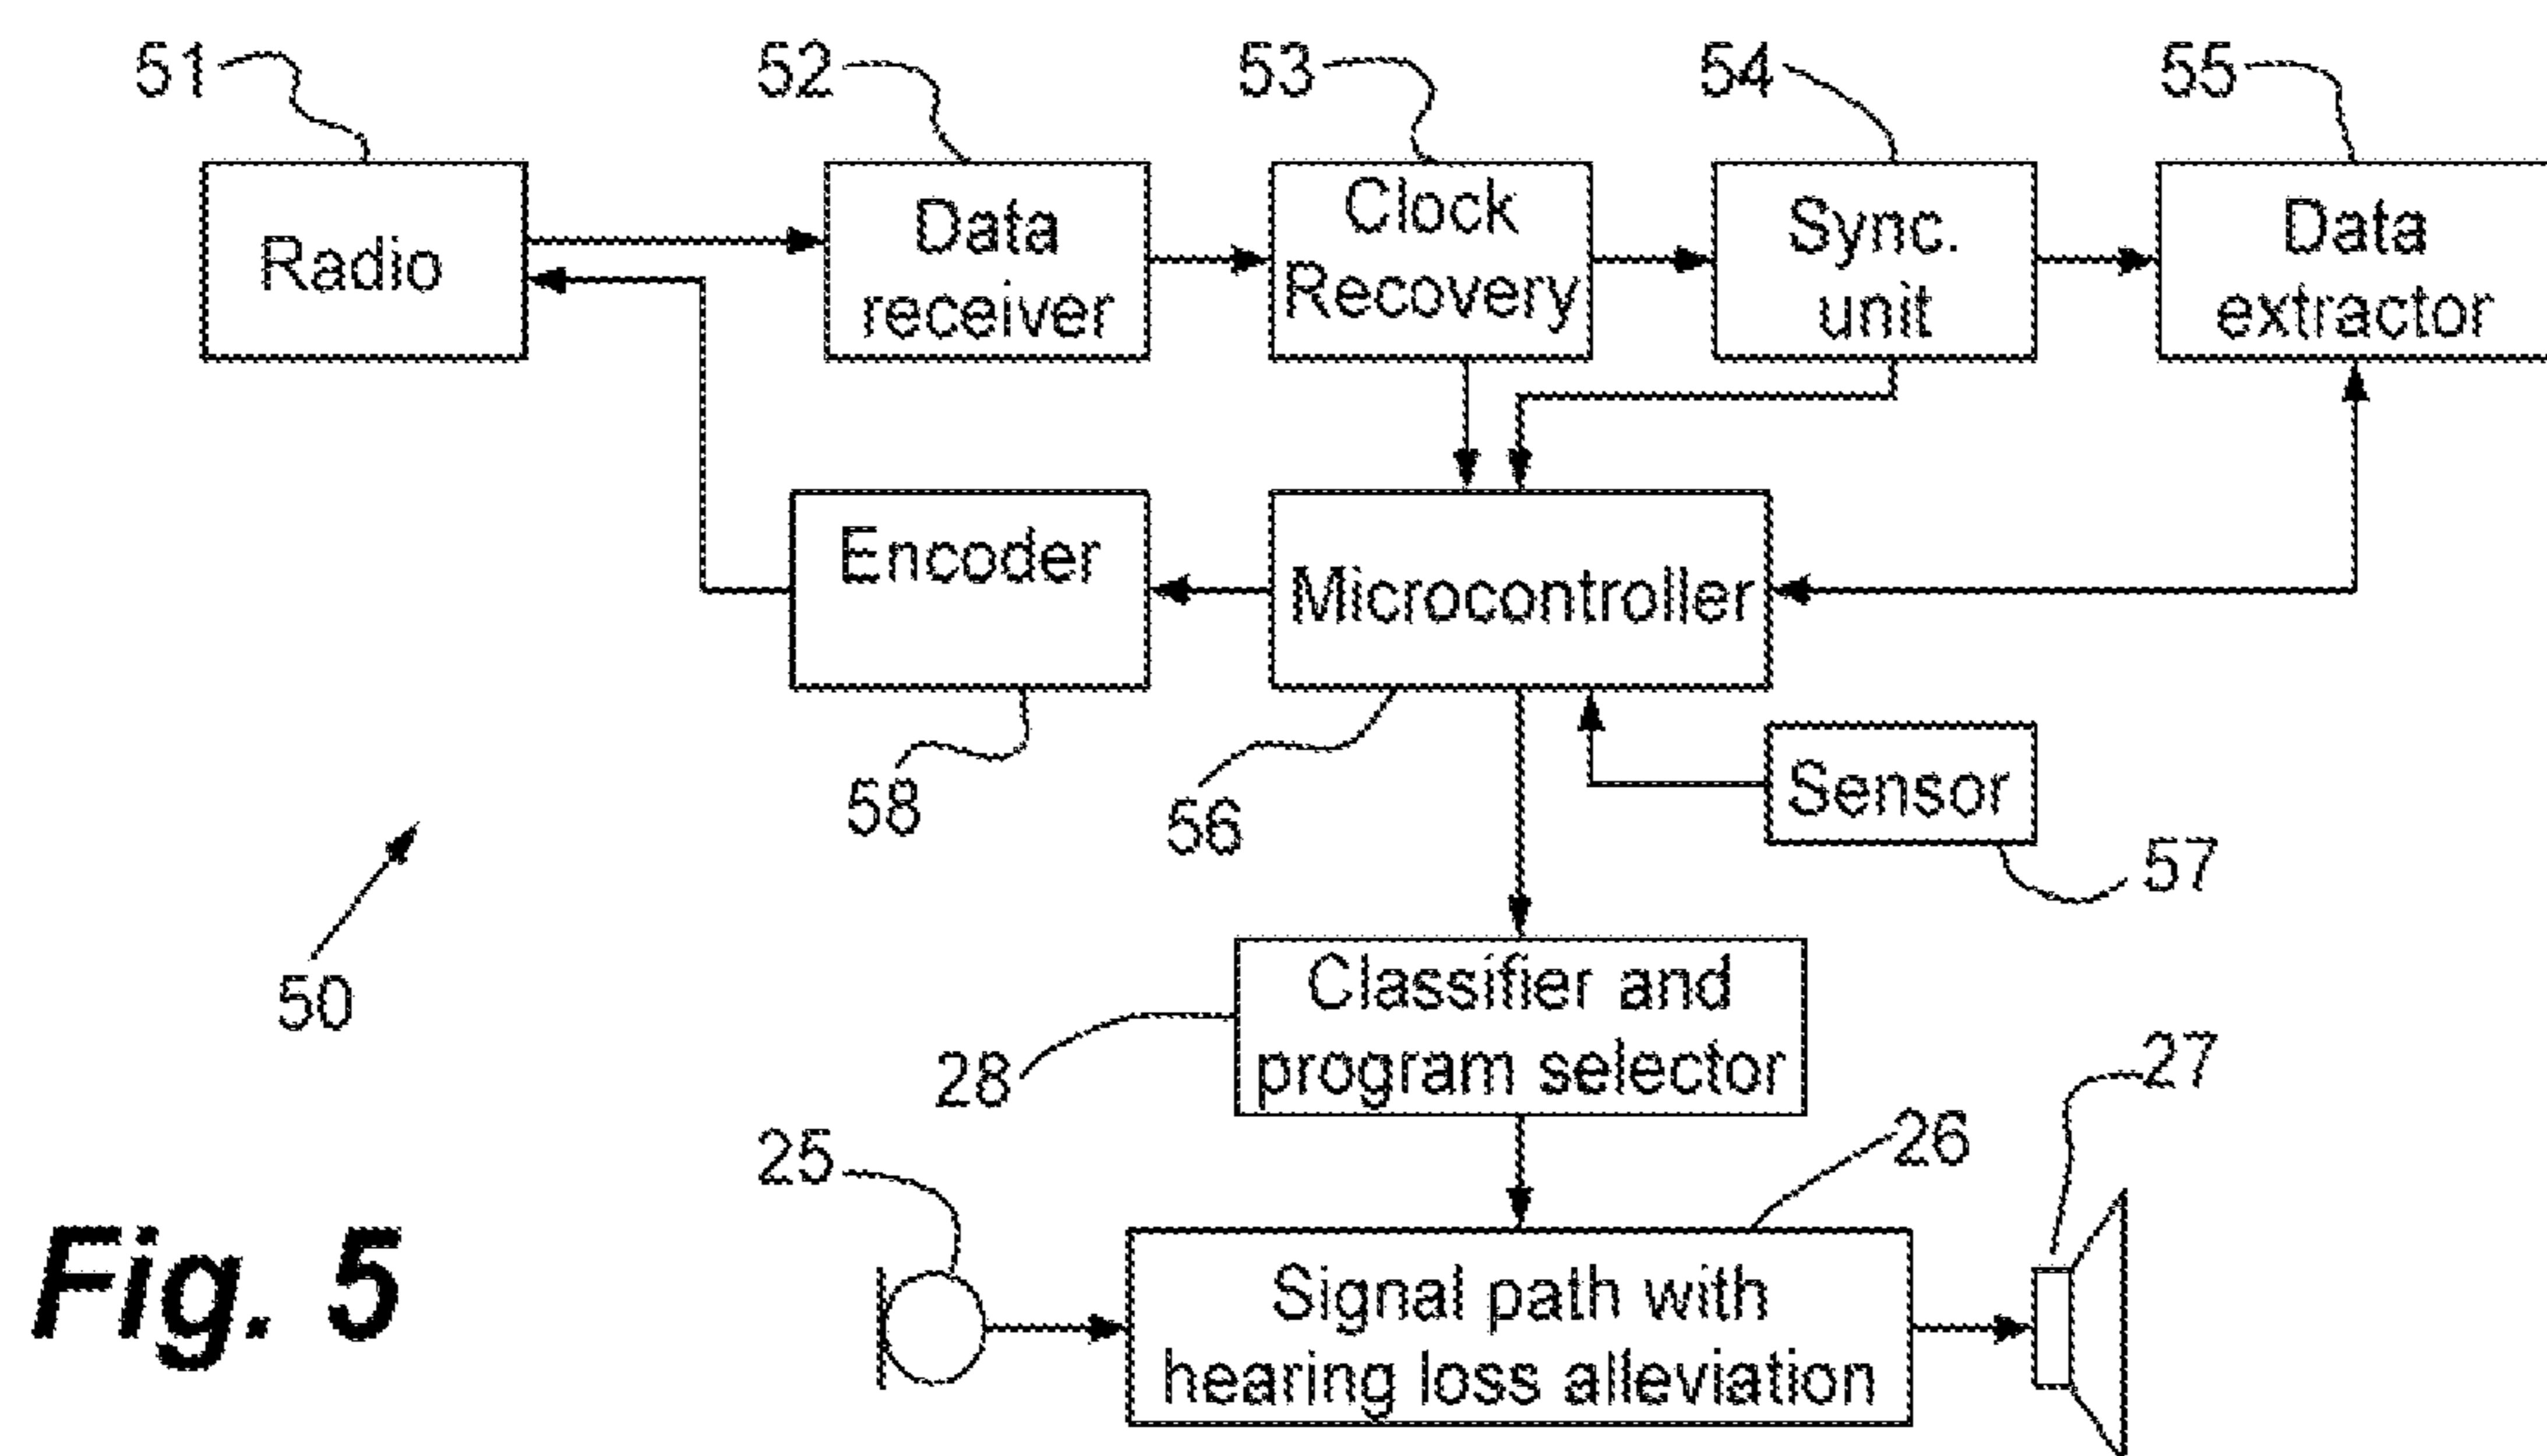 51
52
53
54
55
Radio
Data
receiver
Clock
Recovery
Sync.
unit
Data
extractor
Encoder
Microcontroller
58
56
Sensor
57
50
Classifier and
program selector
28
27
25
26
Signal path with
hearing loss alleviation
Fig. 5